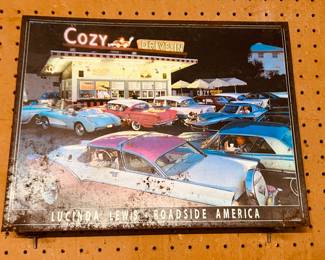 COZY
DRIVE IN
LUCINDA LEWIS · ROADSIDE AMERICA